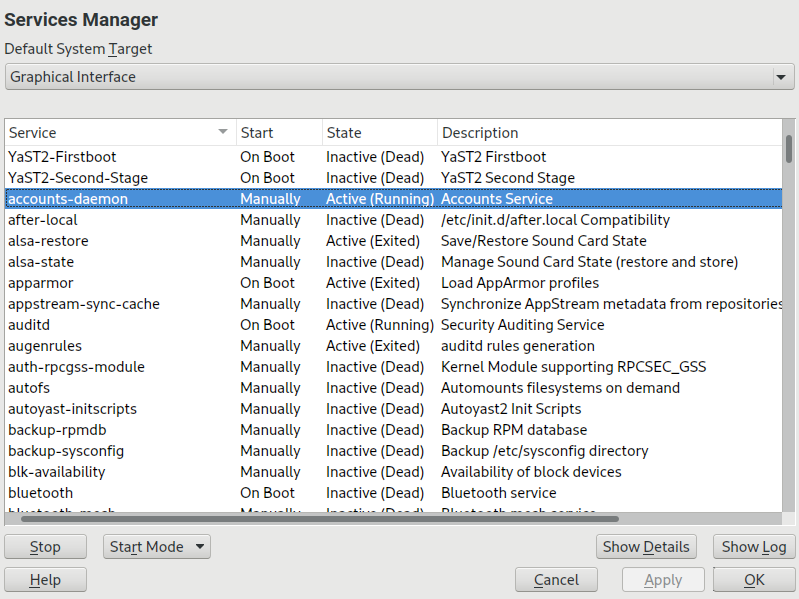 Services Manager
Default System Target
Graphical Interface
Service Start State Description
YaST2-Firstboot On Boot Inactive (Dead) YaST2 Firstboot
YaST2-Second-Stage On Boot Inactive (Dead) YaST2 Second Stage
accounts-daemon Manually Active (Running) Accounts Service
after-local Manually Inactive (Dead) /etc/init.d/after.local Compatibility
alsa-restore Manually Active (Exited) Save/Restore Sound Card State
alsa-state Manually Inactive (Dead) Manage Sound Card State (restore and store)
apparmor On Boot Active (Exited) Load AppArmor profiles
appstream-sync-cache Manually Inactive (Dead) Synchronize AppStream metadata from repositories
auditd On Boot Active (Running) Security Auditing Service
augenrules Manually Active (Exited) auditd rules generation
auth-rpcgss-module Manually Inactive (Dead) Kernel Module supporting RPCSEC_GSS
autofs Manually Inactive (Dead) Automounts filesystems on demand
autoyast-initscripts Manually Inactive (Dead) Autoyast2 Init Scripts
backup-rpmdb Manually Inactive (Dead) Backup RPM database
backup-sysconfig Manually Inactive (Dead) Backup /etc/sysconfig directory
blk-availability Manually Inactive (Dead) Availability of block devices
bluetooth On Boot Inactive (Dead) Bluetooth service
bluetooth-mesh Manually Inactive (Dead) Bluetooth mesh service
Stop Start Mode Show Details Show Log
Help Cancel Apply OK